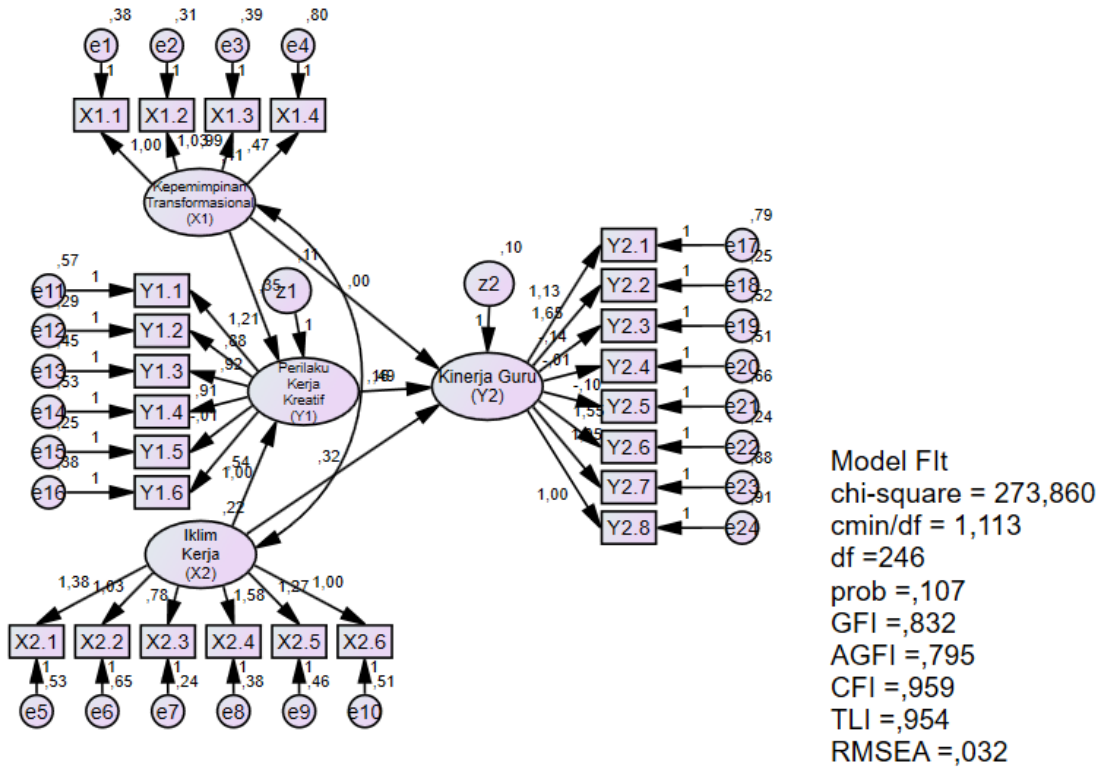 ,38 ,31 ,39 ,80
e1 e2 e3 e4
1 1 1 1
X1.1 X1.2 X1.3 X1.4
1,00 1,03 ,99 ,47
,41
Kepemimpinan
Transformasional
(X1)
,57
e11 1 Y1.1
,29
e12 1 Y1.2
,45
e13 1 Y1.3
,53
e14 1 Y1.4
,25
e15 1 Y1.5
,38
e16 1 Y1.6
1,21
,88
,92
,91
-,01
1,00
,35
,11
z1
1
,00
Perilaku
Kerja
Kreatif
(Y1)
,54
,32
,22
Iklim
Kerja
(X2)
1,38 1,03 ,78 1,58 1,27 1,00
X2.1 X2.2 X2.3 X2.4 X2.5 X2.6
1 1 1 1 1 1
,53 ,65 ,24 ,38 ,46 ,51
e5 e6 e7 e8 e9 e10
,10
z2
1
Kinerja Guru
(Y2)
1,13
1,65
-,14
-,01
-,10
1,55
1,00
,79
Y2.1 1 e17
,25
Y2.2 1 e18
,52
Y2.3 1 e19
,51
Y2.4 1 e20
,66
Y2.5 1 e21
,24
Y2.6 1 e22
,88
Y2.7 1 e23
,91
Y2.8 1 e24
Model FIt
chi-square = 273,860
cmin/df = 1,113
df =246
prob =,107
GFI =,832
AGFI =,795
CFI =,959
TLI =,954
RMSEA =,032